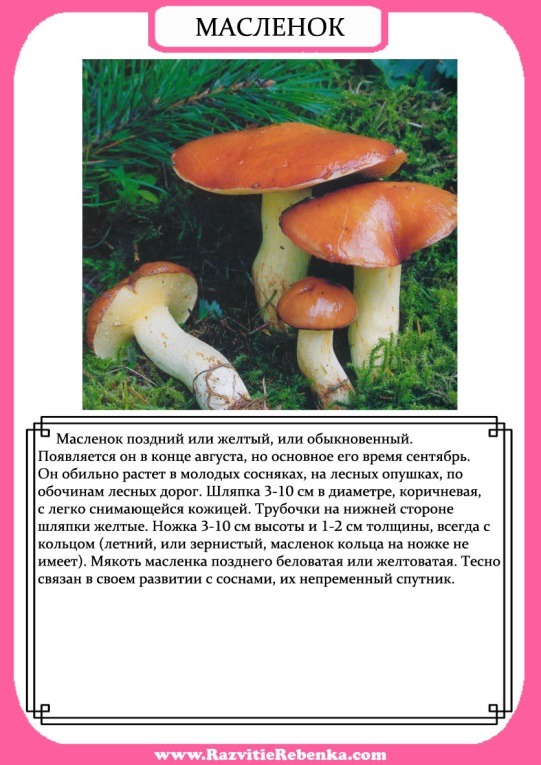 МАСЛЕНОК
Масленок поздний или желтый, или обыкновенный.
Появляется он в конце августа, но основное его время сентябрь.
Он обильно растет в молодых сосняках, на лесных опушках, по
обочинам лесных дорог. Шляпка 3-10 см в диаметре, коричневая,
с легко снимающейся кожицей. Трубочки на нижней стороне
шляпки желтые. Ножка 3-10 см высоты и 1-2 см толщины, всегда с
кольцом (летний, или зернистый, масленок кольца на ножке не
имеет). Мякоть масленка позднего беловатая или желтоватая. Тесно
связан в своем развитии с соснами, их непременный спутник.
www.RazvitieRebenka.com